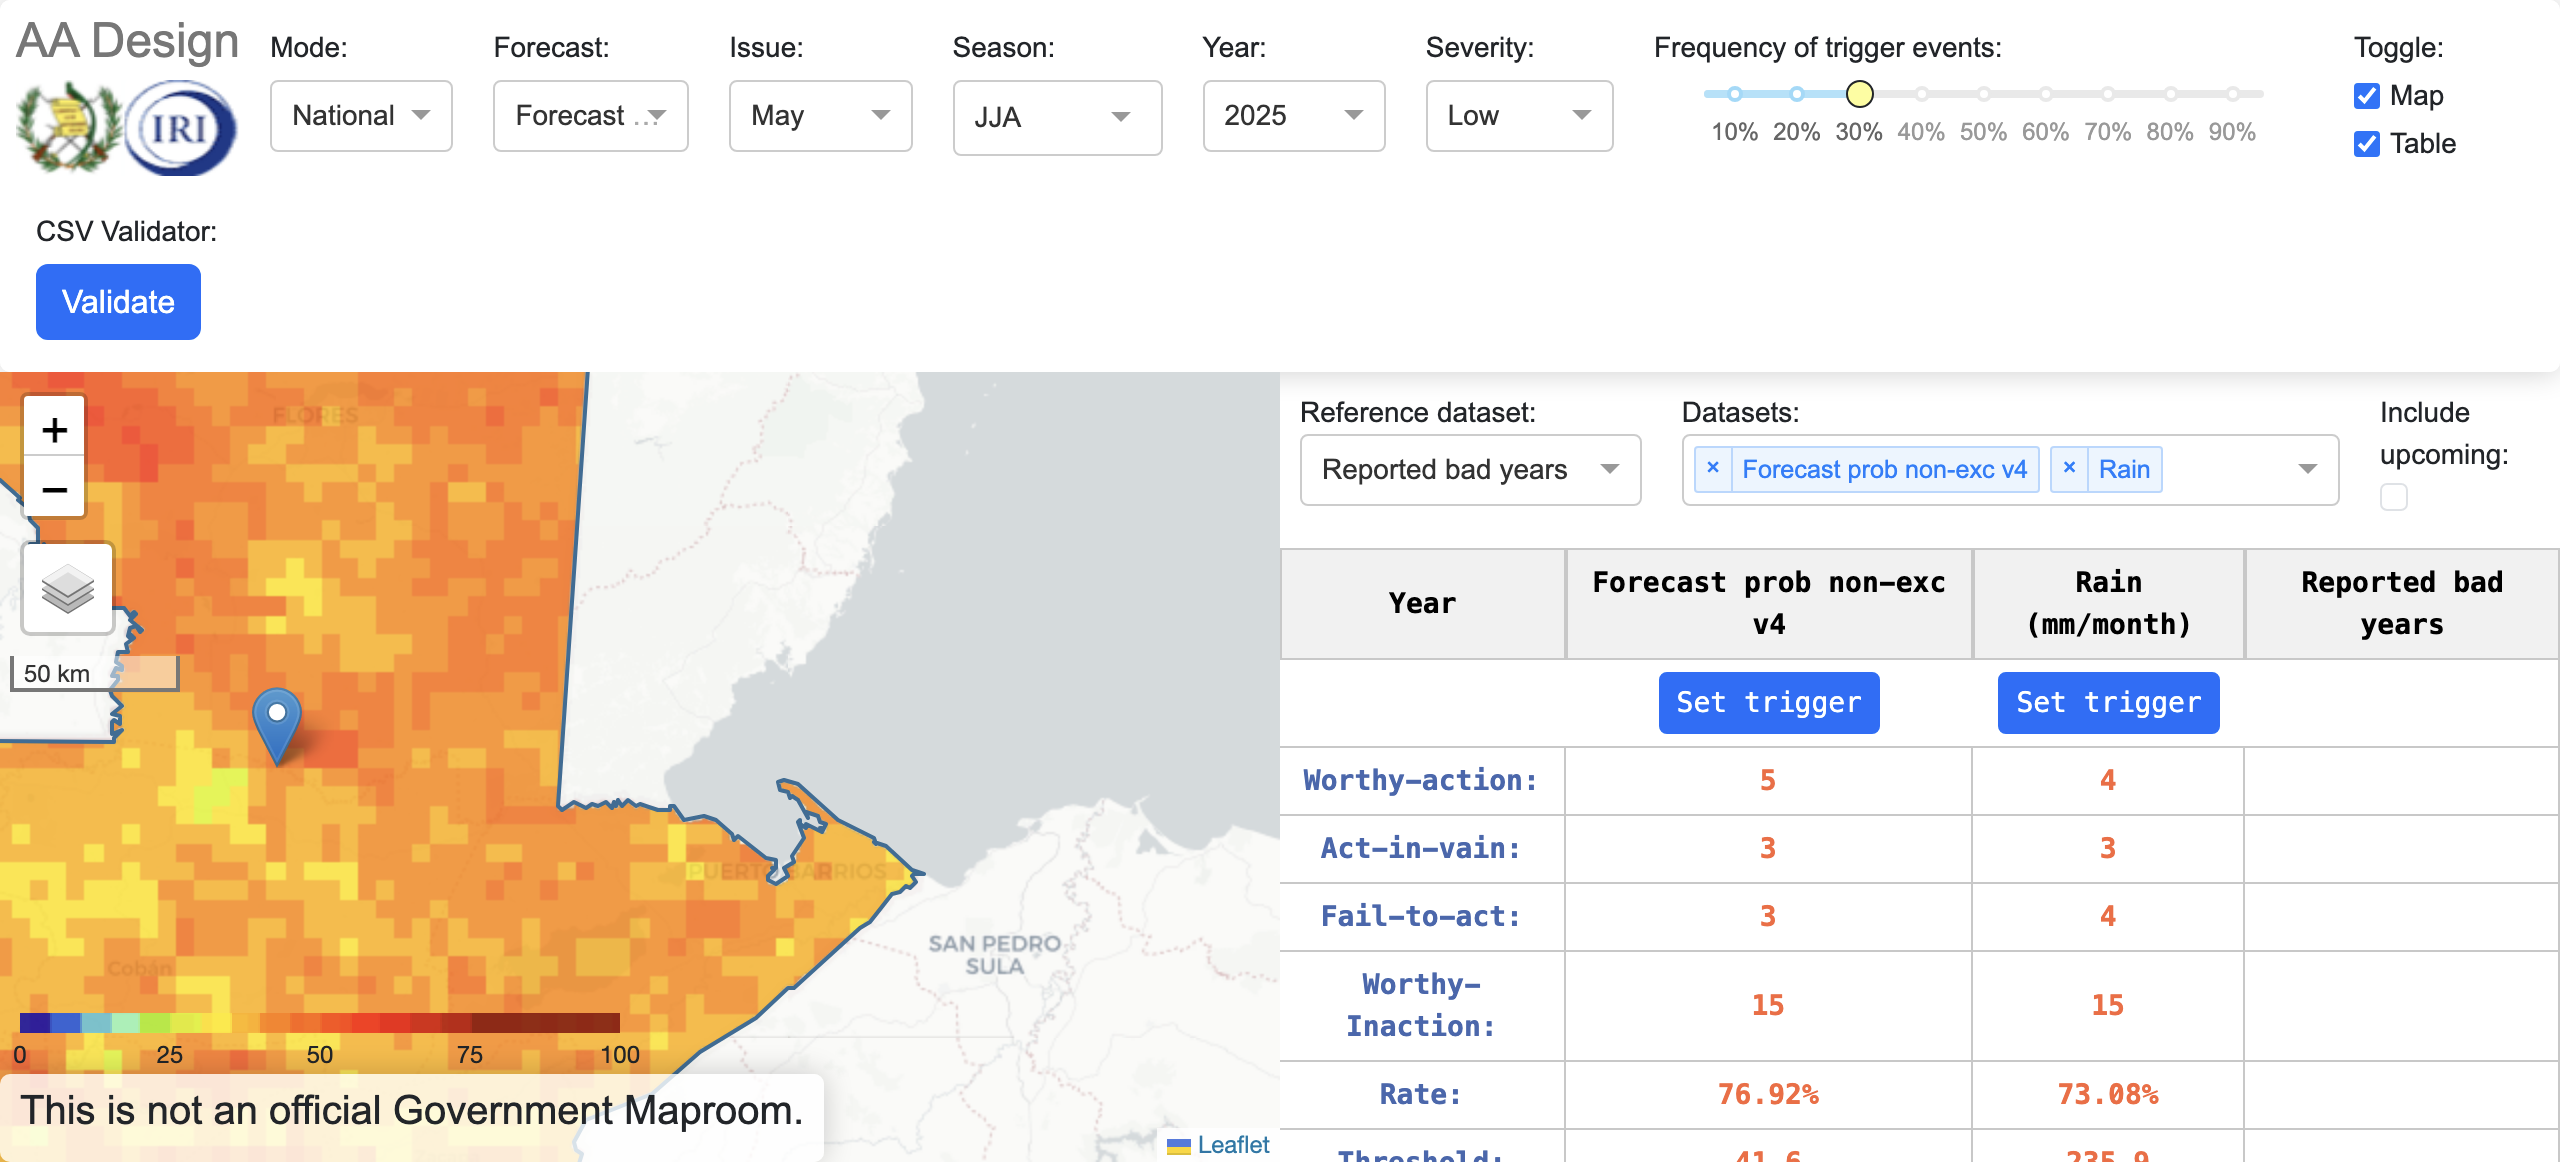 AA Design
IRI
Mode:
National
Forecast:
Forecast ...
Issue:
May
Season:
JJA
Year:
2025
Severity:
Low
Frequency of trigger events:
10% 20% 30% 40% 50% 60% 70% 80% 90%
Toggle:
Map
Table
CSV Validator:
Validate
+
−
50 km
FLORES
PUERTO BARRIOS
Cobán
SAN PEDRO
SULA
0 25 50 75 100
This is not an official Government Maproom.
Leaflet
Reference dataset:
Reported bad years
Datasets:
× Forecast prob non-exc v4 × Rain
Include
upcoming:
Year
Forecast prob non-exc
v4
Rain
(mm/month)
Reported bad
years
Set trigger Set trigger
Worthy-action: 5 4
Act-in-vain: 3 3
Fail-to-act: 3 4
Worthy-
Inaction: 15 15
Rate: 76.92% 73.08%
Threshold: 41.6 235.9